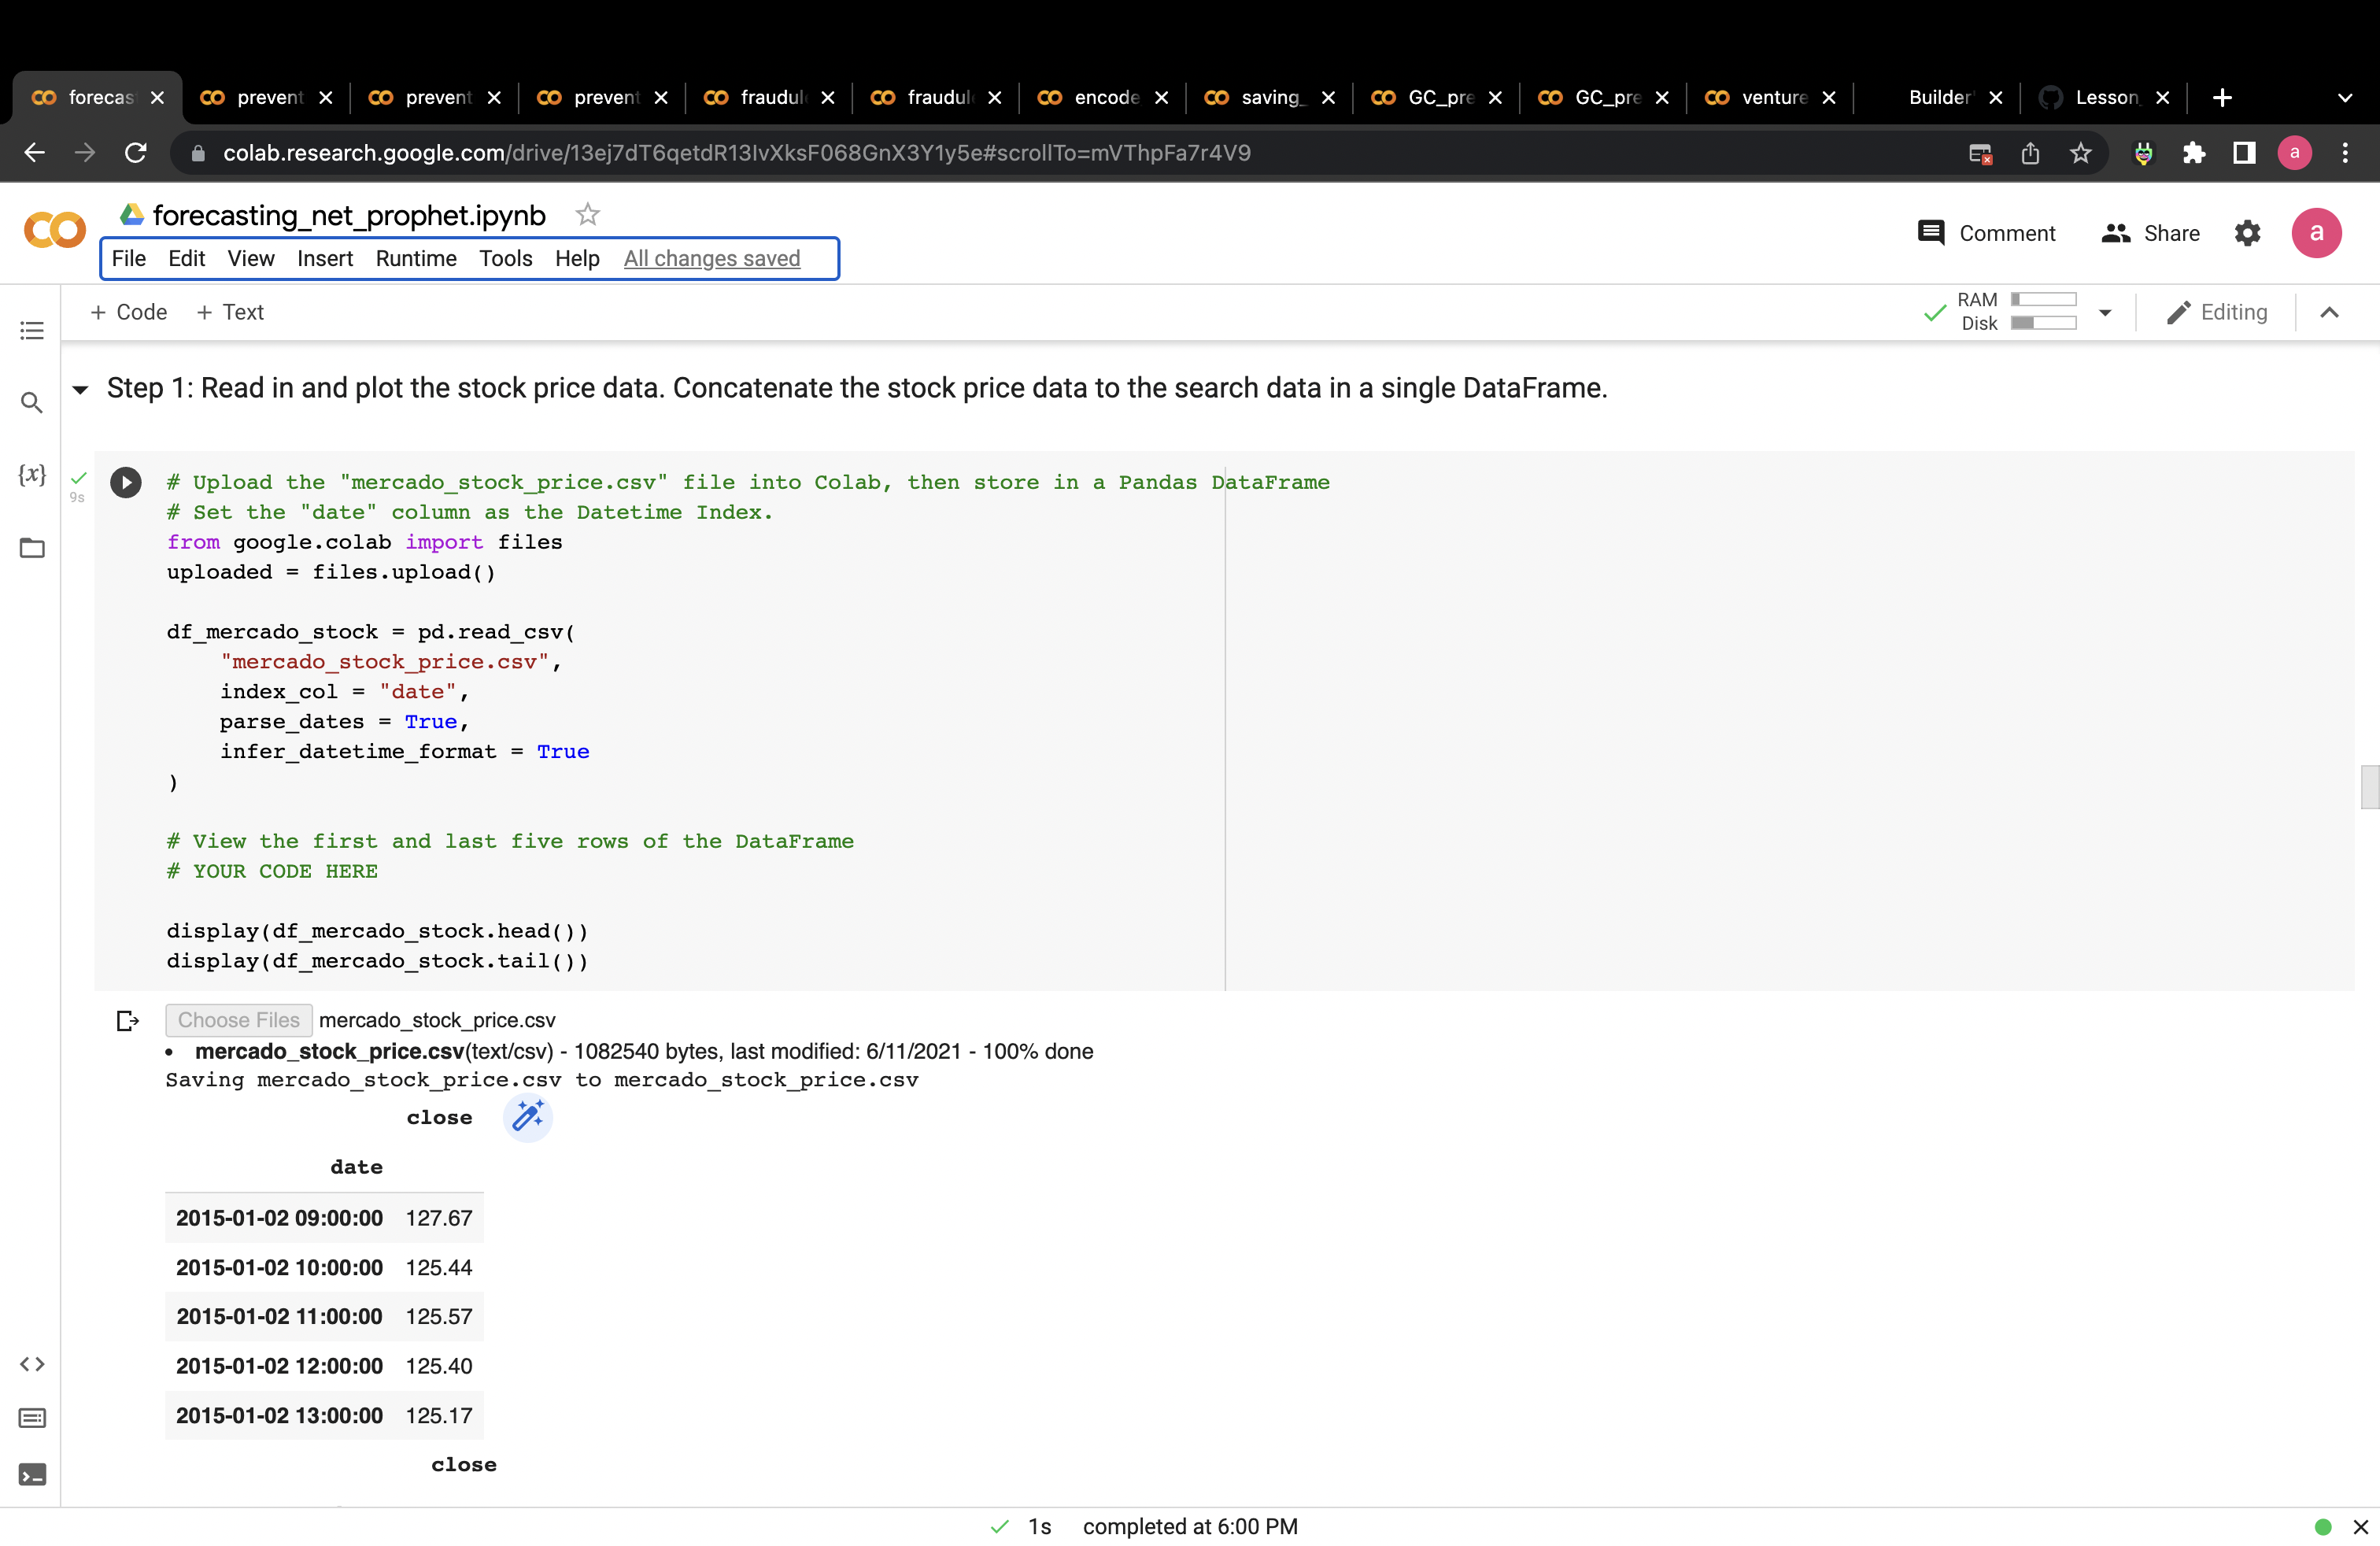 forecas
prevent
prevent
prevent
fraudul
fraudul
encode
saving_
GC_pre
GC_pre
venture
Builder'
Lesson_
colab.research.google.com/drive/13ej7dT6qetdR13IvXksF068GnX3Y1y5e#scrollTo=mVThpFa7r4V9
a
forecasting_net_prophet.ipynb
File Edit View Insert Runtime Tools Help All changes saved
Comment
Share
a
+ Code + Text
RAM
Disk
Editing
Step 1: Read in and plot the stock price data. Concatenate the stock price data to the search data in a single DataFrame.
{x}
9s
# Upload the "mercado_stock_price.csv" file into Colab, then store in a Pandas DataFrame
# Set the "date" column as the Datetime Index.
from google.colab import files
uploaded = files.upload()
df_mercado_stock = pd.read_csv(
"mercado_stock_price.csv",
index_col = "date",
parse_dates = True,
infer_datetime_format = True
)
# View the first and last five rows of the DataFrame
# YOUR CODE HERE
display(df_mercado_stock.head())
display(df_mercado_stock.tail())
Choose Files mercado_stock_price.csv
• mercado_stock_price.csv(text/csv) - 1082540 bytes, last modified: 6/11/2021 - 100% done
Saving mercado_stock_price.csv to mercado_stock_price.csv
close
date
2015-01-02 09:00:00 127.67
2015-01-02 10:00:00 125.44
2015-01-02 11:00:00 125.57
2015-01-02 12:00:00 125.40
2015-01-02 13:00:00 125.17
close
1s completed at 6:00 PM